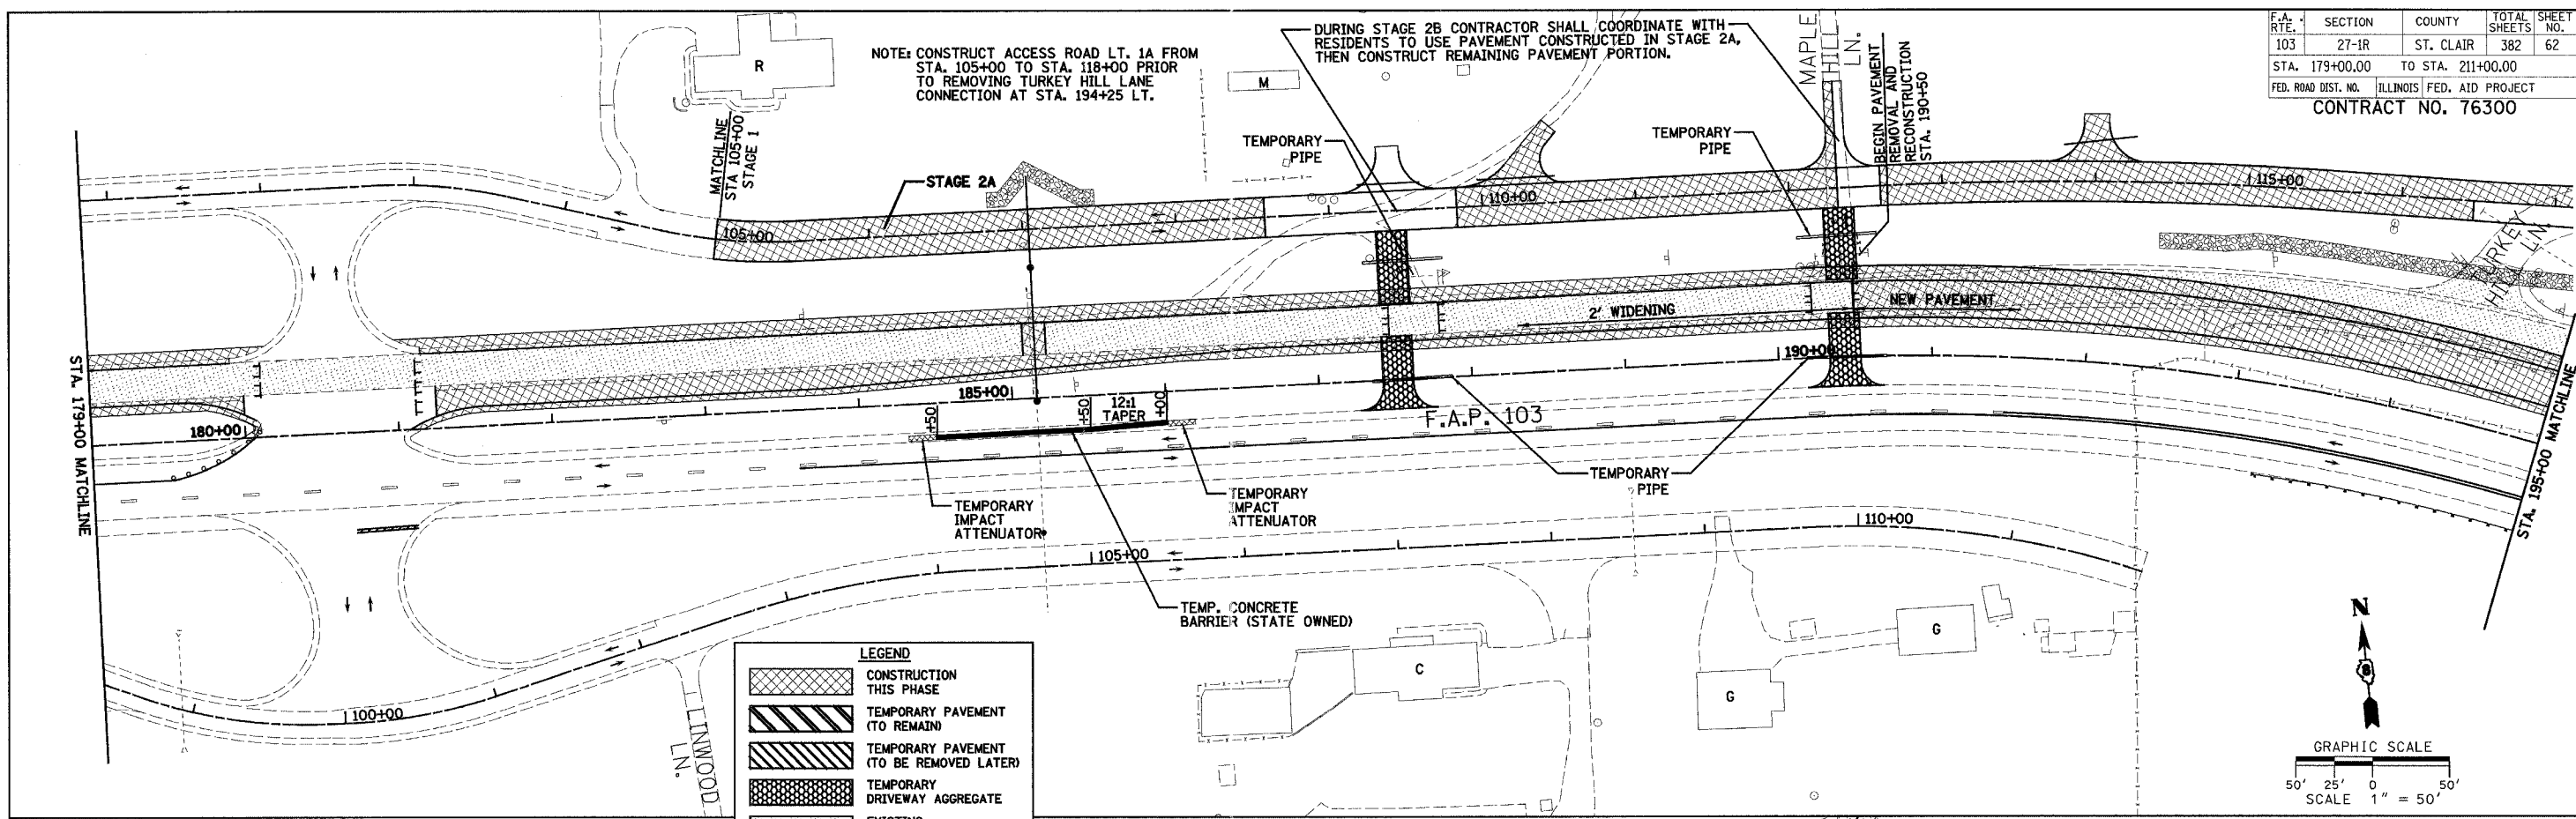 NOTE: CONSTRUCT ACCESS ROAD LT. 1A FROM
STA. 105+00 TO STA. 118+00 PRIOR
TO REMOVING TURKEY HILL LANE
CONNECTION AT STA. 194+25 LT.
DURING STAGE 2B CONTRACTOR SHALL COORDINATE WITH
RESIDENTS TO USE PAVEMENT CONSTRUCTED IN STAGE 2A,
THEN CONSTRUCT REMAINING PAVEMENT PORTION.
F.A. RTE. SECTION COUNTY TOTAL SHEETS SHEET NO.
103 27-1R ST. CLAIR 382 62
STA. 179+00.00 TO STA. 211+00.00
FED. ROAD DIST. NO. ILLINOIS FED. AID PROJECT
CONTRACT NO. 76300
R
M
MAPLE
HILL
LN.
BEGIN PAVEMENT
REMOVAL AND
RECONSTRUCTION
STA. 190+50
MATCHLINE
STA 105+00
STAGE 1
TEMPORARY
PIPE
TEMPORARY
PIPE
STAGE 2A
105+00
110+00
115+00
TURKEY
HILL
LN.
2' WIDENING
NEW PAVEMENT
STA. 179+00 MATCHLINE
180+00
185+00
190+00
+50
+50
12:1
TAPER
+00
F.A.P. 103
STA. 195+00 MATCHLINE
TEMPORARY
IMPACT
ATTENUATOR
TEMPORARY
IMPACT
ATTENUATOR
TEMPORARY
PIPE
105+00
110+00
100+00
TEMP. CONCRETE
BARRIER (STATE OWNED)
LINWOOD
LN.
C
G
G
LEGEND
CONSTRUCTION
THIS PHASE
TEMPORARY PAVEMENT
(TO REMAIN)
TEMPORARY PAVEMENT
(TO BE REMOVED LATER)
TEMPORARY
DRIVEWAY AGGREGATE
EXISTING
N
GRAPHIC SCALE
50' 25' 0 50'
SCALE 1" = 50'